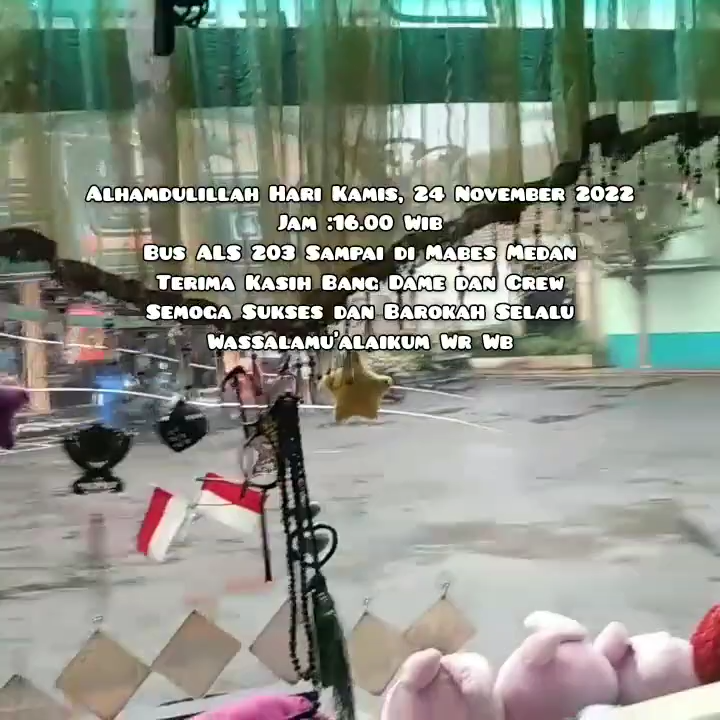 Alhamdulillah Hari Kamis, 24 November 2022
Jam :16.00 Wib
Bus ALS 203 Sampai di Mabes Medan
Terima Kasih Bang Dame dan Crew
Semoga Sukses dan Barokah Selalu
Wassalamu'alaikum Wr Wb